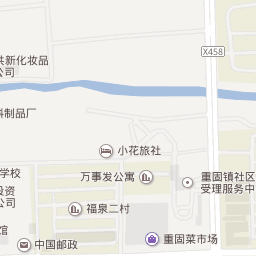 共新化妆品
公司
X458
料制品厂
小花旅社
学校
万事发公寓
重固镇社区
受理服务中
投资
公司
福泉二村
重固菜市场
馆
中国邮政